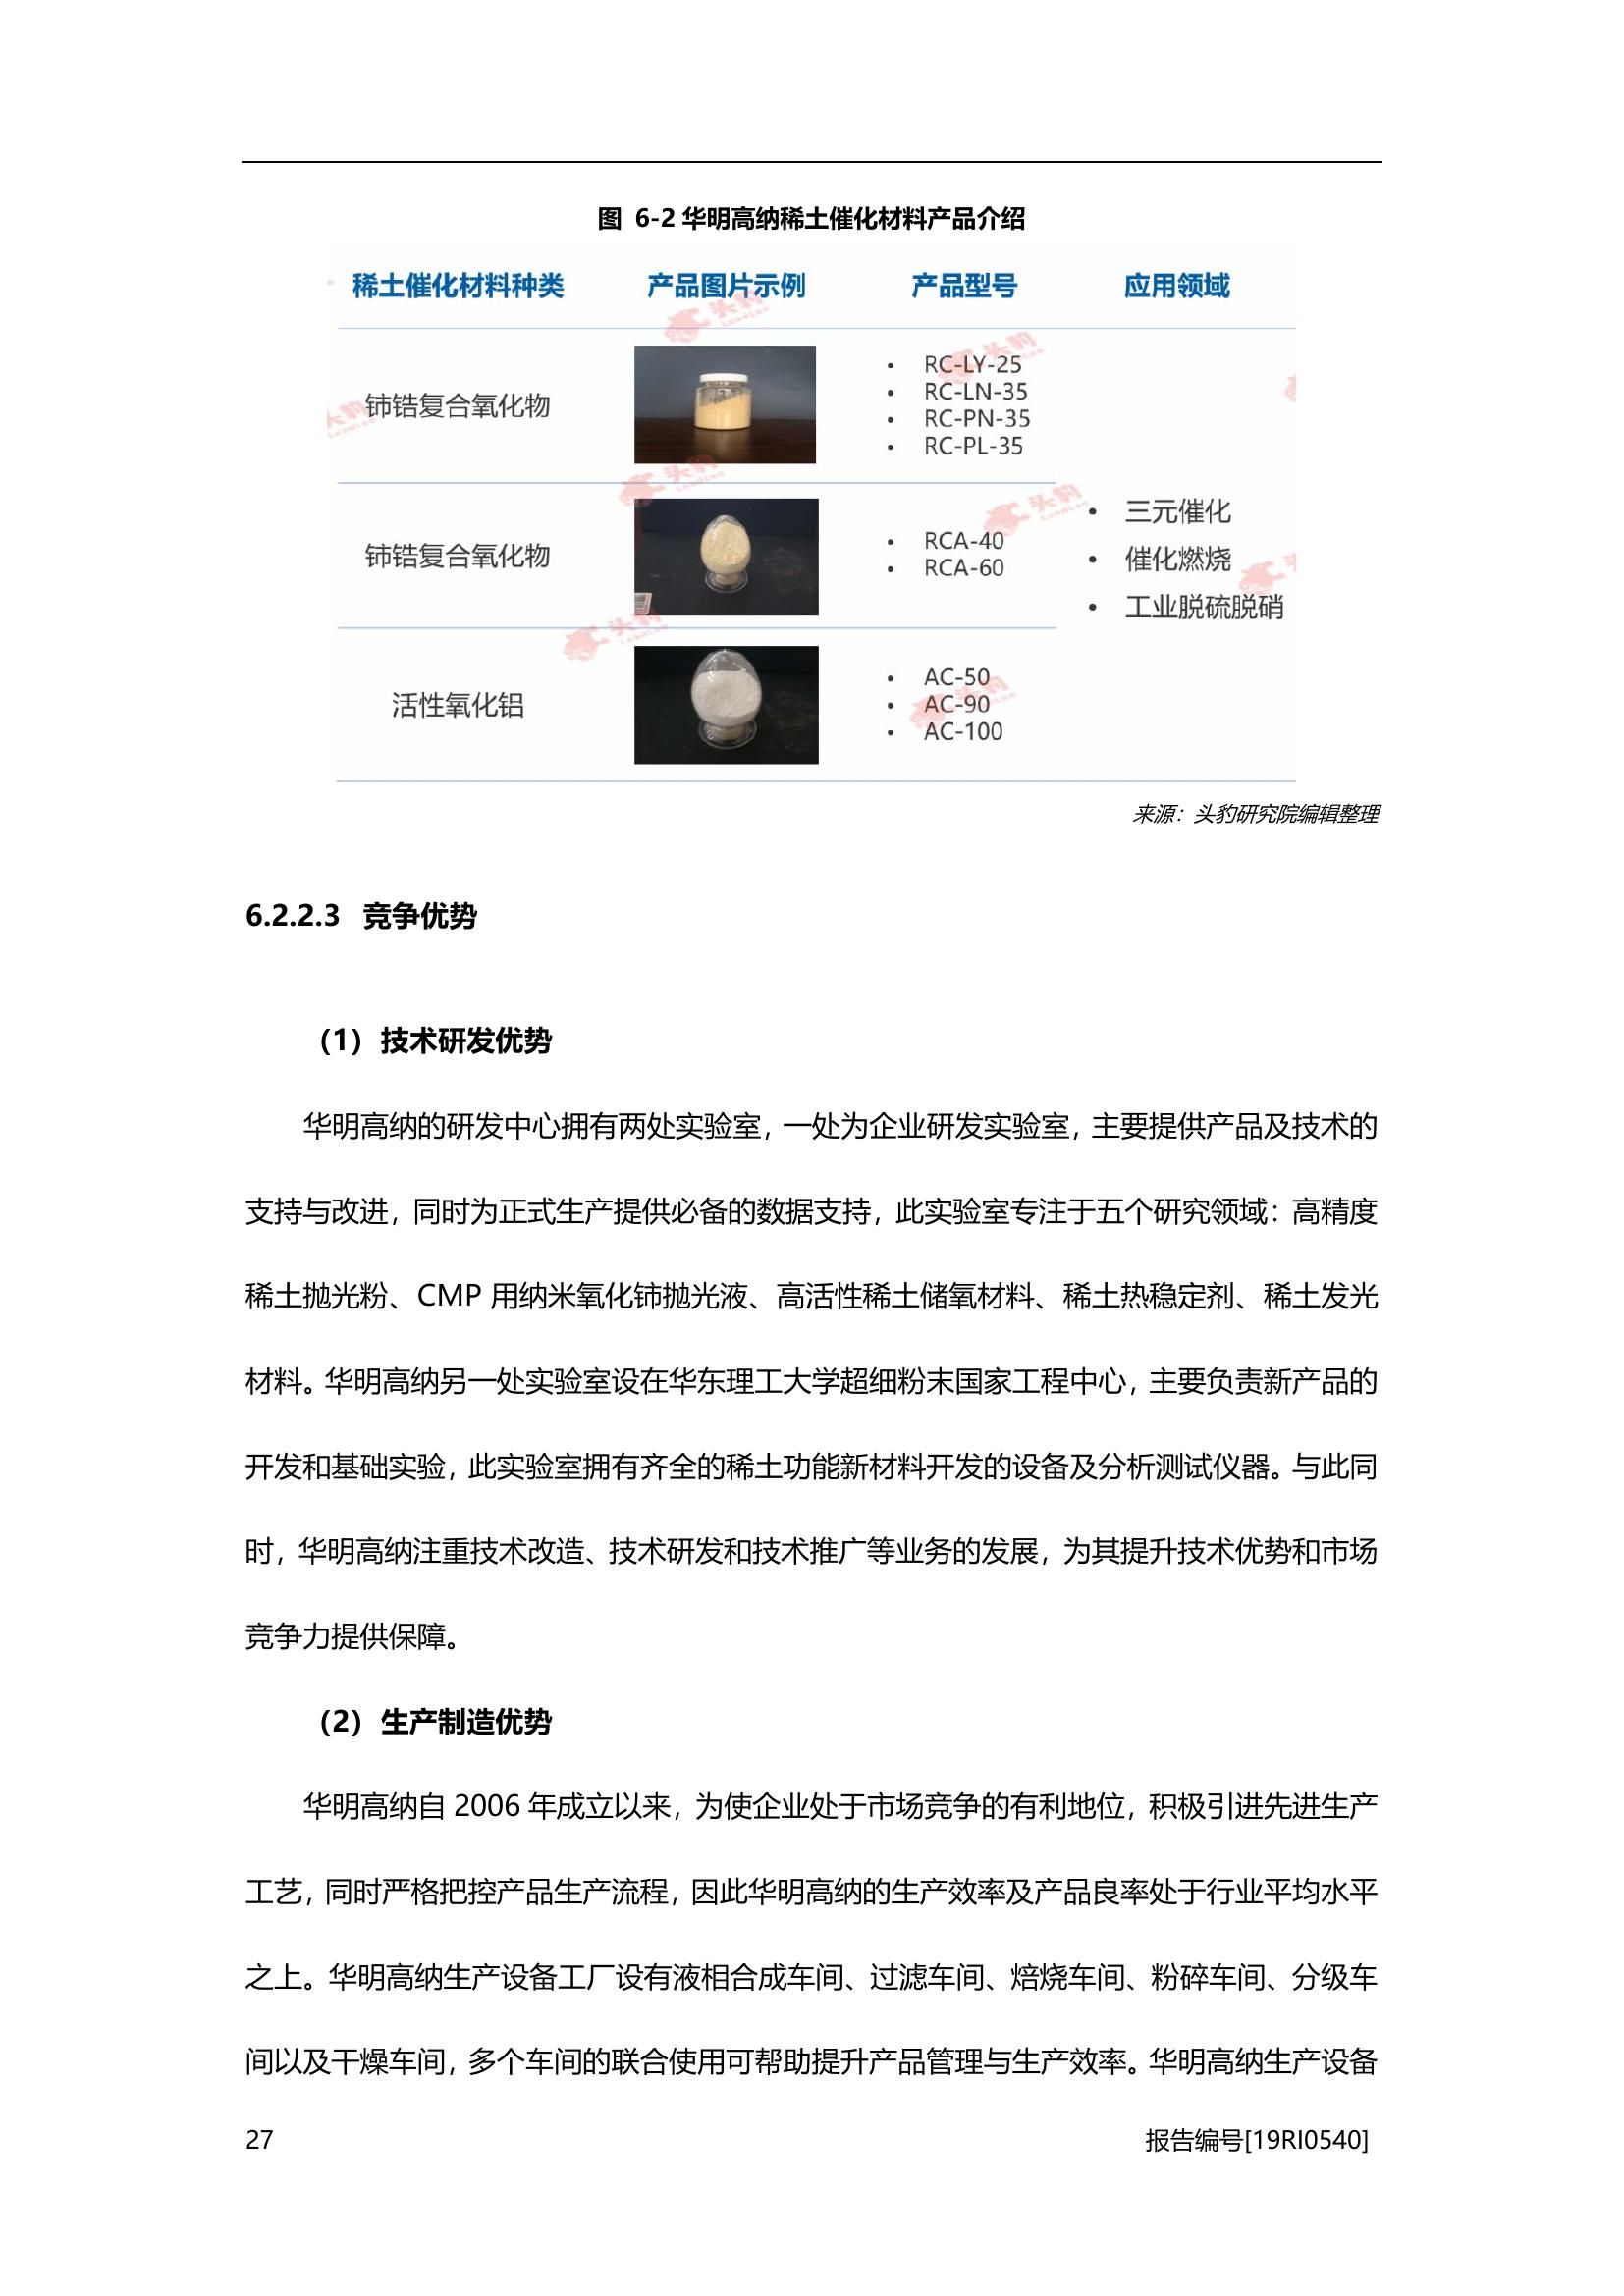 图 6-2 华明高纳稀土催化材料产品介绍
稀土催化材料种类 产品图片示例 产品型号 应用领域
铈锆复合氧化物
• RC-LY-25
• RC-LN-35
• RC-PN-35
• RC-PL-35
铈锆复合氧化物
• RCA-40
• RCA-60
• 三元催化
• 催化燃烧
• 工业脱硫脱硝
活性氧化铝
• AC-50
• AC-90
• AC-100
来源：头豹研究院编辑整理
6.2.2.3 竞争优势
（1）技术研发优势
华明高纳的研发中心拥有两处实验室，一处为企业研发实验室，主要提供产品及技术的
支持与改进，同时为正式生产提供必备的数据支持，此实验室专注于五个研究领域：高精度
稀土抛光粉、CMP 用纳米氧化铈抛光液、高活性稀土储氧材料、稀土热稳定剂、稀土发光
材料。华明高纳另一处实验室设在华东理工大学超细粉末国家工程中心，主要负责新产品的
开发和基础实验，此实验室拥有齐全的稀土功能新材料开发的设备及分析测试仪器。与此同
时，华明高纳注重技术改造、技术研发和技术推广等业务的发展，为其提升技术优势和市场
竞争力提供保障。
（2）生产制造优势
华明高纳自 2006 年成立以来，为使企业处于市场竞争的有利地位，积极引进先进生产
工艺，同时严格把控产品生产流程，因此华明高纳的生产效率及产品良率处于行业平均水平
之上。华明高纳生产设备工厂设有液相合成车间、过滤车间、焙烧车间、粉碎车间、分级车
间以及干燥车间，多个车间的联合使用可帮助提升产品管理与生产效率。华明高纳生产设备
27 报告编号[19RI0540]